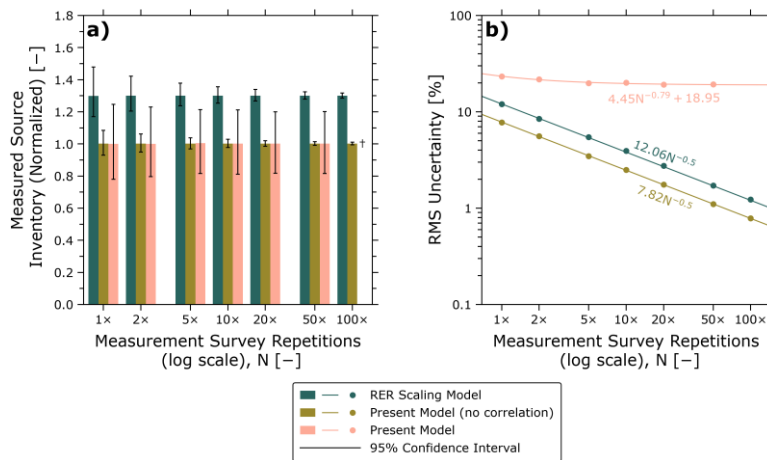 a)
Measured Source
Inventory (Normalized) [−]
1.8
1.6
1.4
1.2
1.0
0.8
0.6
0.4
0.2
0.0
†
1× 2× 5× 10× 20× 50× 100×
Measurement Survey Repetitions
(log scale), N [−]
b)
RMS Uncertainty [%]
100
10
1
0.1
4.45N⁻⁰·⁷⁹ + 18.95
12.06N⁻⁰·⁵
7.82N⁻⁰·⁵
1× 2× 5× 10× 20× 50× 100×
Measurement Survey Repetitions
(log scale), N [−]
RER Scaling Model
Present Model (no correlation)
Present Model
95% Confidence Interval